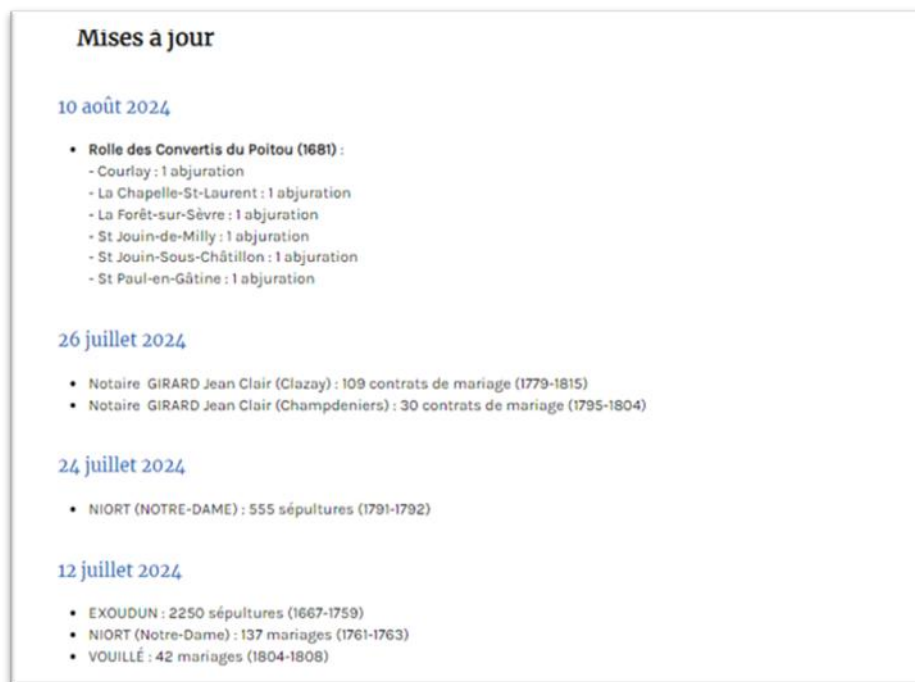 Mises à jour
10 août 2024
• Rolle des Convertis du Poitou (1681) :
- Courlay : 1 abjuration
- La Chapelle-St-Laurent : 1 abjuration
- La Forêt-sur-Sèvre : 1 abjuration
- St Jouin-de-Milly : 1 abjuration
- St Jouin-Sous-Châtillon : 1 abjuration
- St Paul-en-Gâtine : 1 abjuration
26 juillet 2024
• Notaire GIRARD Jean Clair (Clazay) : 109 contrats de mariage (1779-1815)
• Notaire GIRARD Jean Clair (Champdeniers) : 30 contrats de mariage (1795-1804)
24 juillet 2024
• NIORT (NOTRE-DAME) : 555 sépultures (1791-1792)
12 juillet 2024
• EXOUDUN : 2250 sépultures (1667-1759)
• NIORT (Notre-Dame) : 137 mariages (1761-1763)
• VOUILLÉ : 42 mariages (1804-1808)